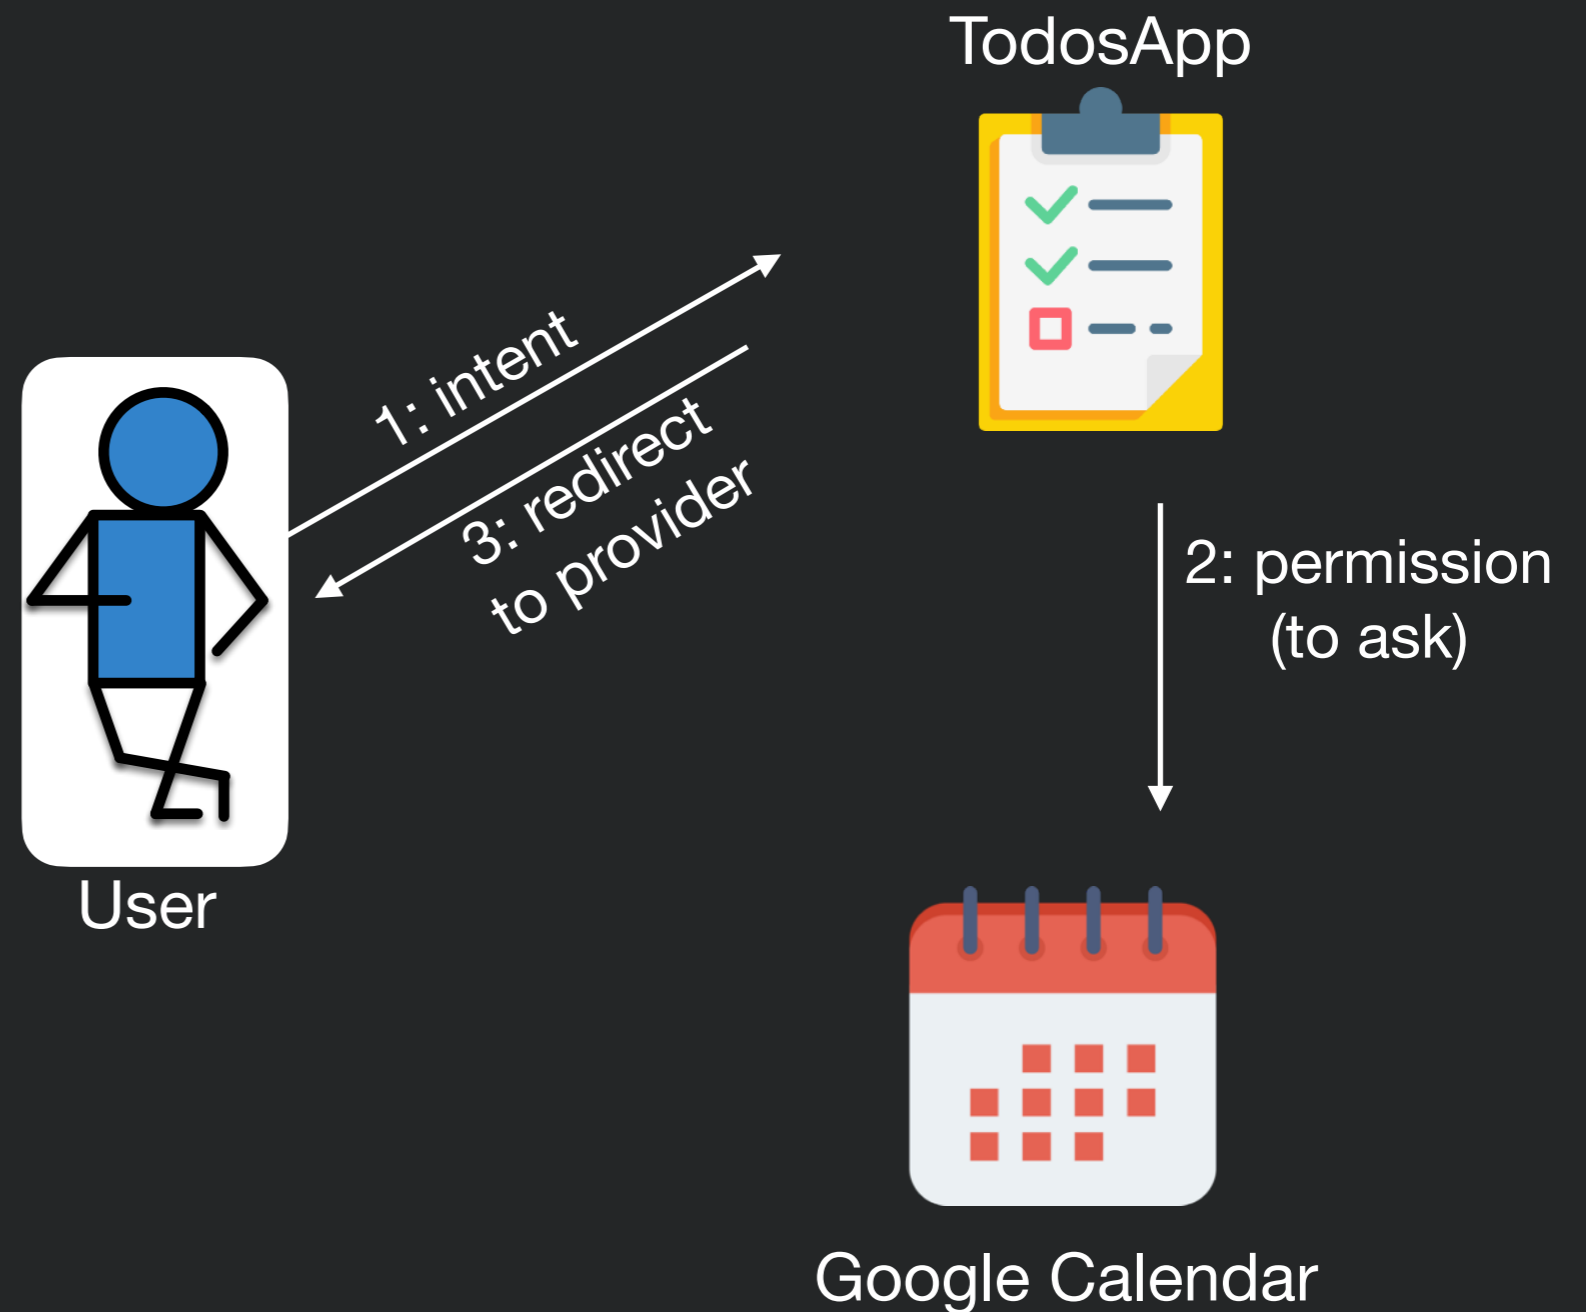 TodosApp
1: intent
3: redirect
to provider
2: permission
(to ask)
User
Google Calendar